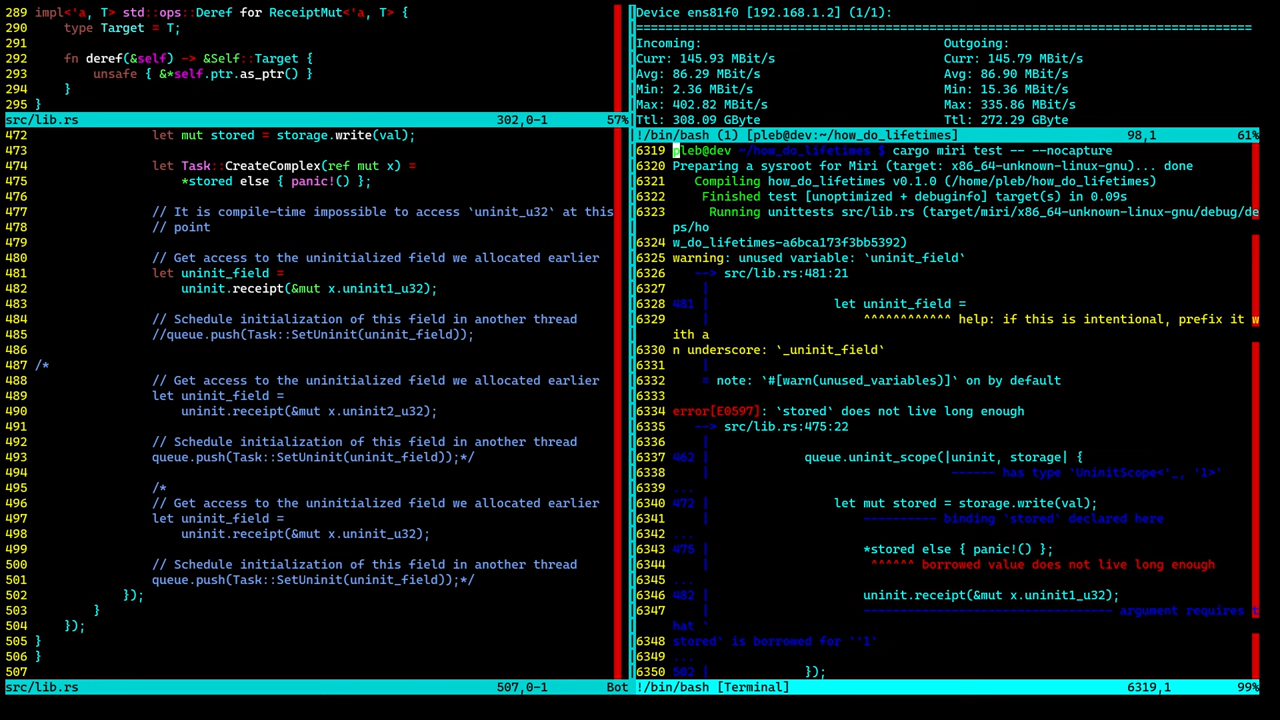 289 impl<'a, T> std::ops::Deref for ReceiptMut<'a, T> {
290     type Target = T;
291
292     fn deref(&self) -> &Self::Target {
293         unsafe { &*self.ptr.as_ptr() }
294     }
295 }
src/lib.rs 302,0-1 57%
472                 let mut stored = storage.write(val);
473
474                 let Task::CreateComplex(ref mut x) =
475                     *stored else { panic!() };
476
477                 // It is compile-time impossible to access `uninit_u32` at this
478                 // point
479
480                 // Get access to the uninitialized field we allocated earlier
481                 let uninit_field =
482                     uninit.receipt(&mut x.uninit1_u32);
483
484                 // Schedule initialization of this field in another thread
485                 //queue.push(Task::SetUninit(uninit_field));
486
487 /*
488                 // Get access to the uninitialized field we allocated earlier
489                 let uninit_field =
490                     uninit.receipt(&mut x.uninit2_u32);
491
492                 // Schedule initialization of this field in another thread
493                 queue.push(Task::SetUninit(uninit_field));*/
494
495                 /*
496                 // Get access to the uninitialized field we allocated earlier
497                 let uninit_field =
498                     uninit.receipt(&mut x.uninit_u32);
499
500                 // Schedule initialization of this field in another thread
501                 queue.push(Task::SetUninit(uninit_field));*/
502             });
503         }
504     });
505 }
506 }
507
src/lib.rs 507,0-1 Bot
Device ens81f0 [192.168.1.2] (1/1):
================================================================================
Incoming: Outgoing:
Curr: 145.93 MBit/s Curr: 145.79 MBit/s
Avg: 86.29 MBit/s Avg: 86.90 MBit/s
Min: 2.36 MBit/s Min: 15.36 MBit/s
Max: 402.82 MBit/s Max: 335.86 MBit/s
Ttl: 308.09 GByte Ttl: 272.29 GByte
!/bin/bash (1) [pleb@dev:~/how_do_lifetimes] 98,1 61%
6319 pleb@dev ~/how_do_lifetimes $ cargo miri test -- --nocapture
6320 Preparing a sysroot for Miri (target: x86_64-unknown-linux-gnu)... done
6321    Compiling how_do_lifetimes v0.1.0 (/home/pleb/how_do_lifetimes)
6322     Finished test [unoptimized + debuginfo] target(s) in 0.09s
6323      Running unittests src/lib.rs (target/miri/x86_64-unknown-linux-gnu/debug/de
ps/ho
6324 w_do_lifetimes-a6bca173f3bb5392)
6325 warning: unused variable: `uninit_field`
6326    --> src/lib.rs:481:21
6327     |
6328 481 |                 let uninit_field =
6329     |                     ^^^^^^^^^^^^ help: if this is intentional, prefix it w
ith a
6330 n underscore: `_uninit_field`
6331     |
6332     = note: `#[warn(unused_variables)]` on by default
6333
6334 error[E0597]: `stored` does not live long enough
6335    --> src/lib.rs:475:22
6336     |
6337 462 |             queue.uninit_scope(|uninit, storage| {
6338     |                                 ------ has type `UninitScope<'_, '1>`
6339 ...
6340 472 |                 let mut stored = storage.write(val);
6341     |                     ---------- binding `stored` declared here
6342 ...
6343 475 |                     *stored else { panic!() };
6344     |                      ^^^^^^ borrowed value does not live long enough
6345 ...
6346 482 |                     uninit.receipt(&mut x.uninit1_u32);
6347     |                     ---------------------------------- argument requires t
hat `
6348 stored` is borrowed for `'1`
6349 ...
6350 502 |             });
!/bin/bash [Terminal] 6319,1 99%